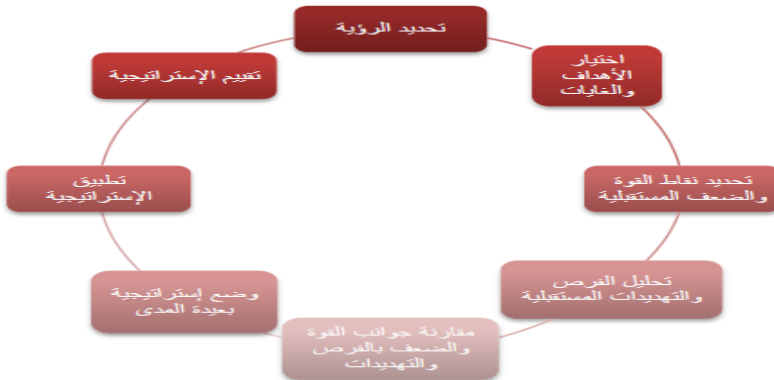 تحديد الرؤية
اختيار
الأهداف
والغايات
تحديد نقاط القوة
والضعف المستقبلية
تحليل الفرص
والتهديدات المستقبلية
مقارنة جوانب القوة
والضعف بالفرص
والتهديدات
وضع إستراتيجية
بعيدة المدى
تطبيق
الإستراتيجية
تقييم الإستراتيجية